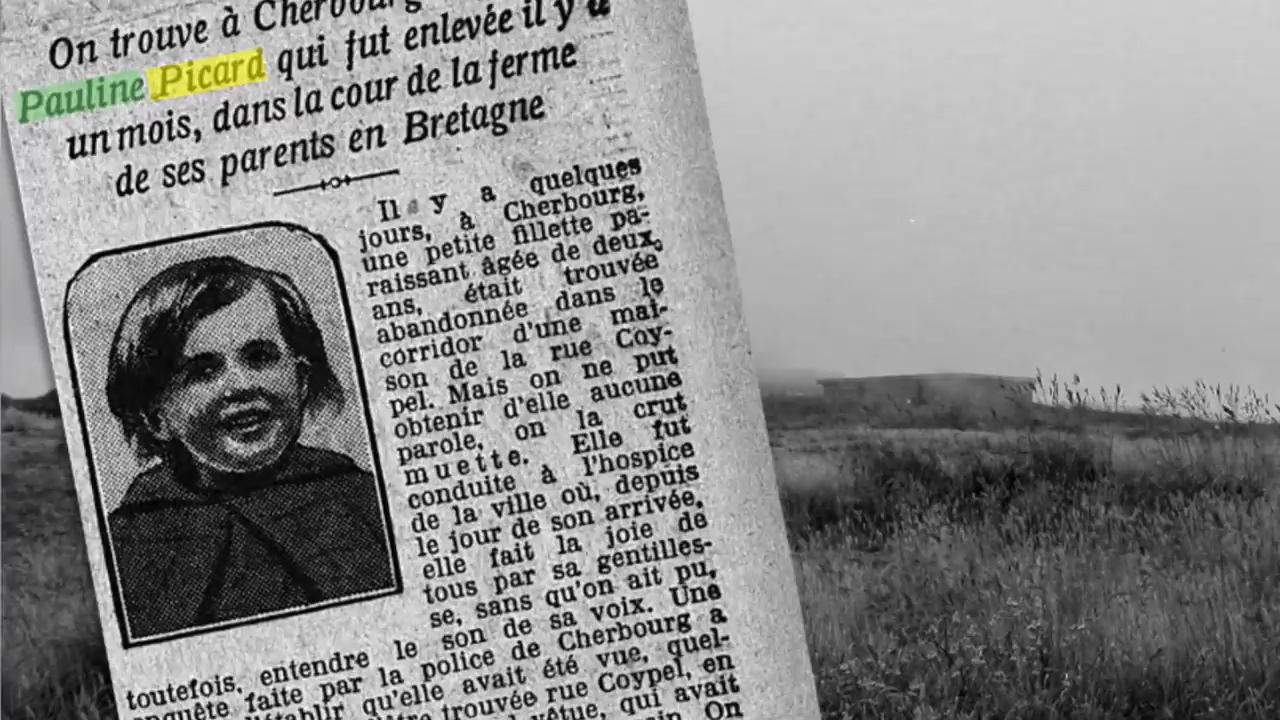 On trouve à Cherbourg
Pauline Picard qui fut enlevée il y a
un mois, dans la cour de la ferme
de ses parents en Bretagne
Il y a quelques
jours, à Cherbourg,
une petite fillette pa-
raissant âgée de deux
ans, était trouvée
abandonnée dans le
corridor d'une mai-
son de la rue Coy-
pel. Mais on ne put
obtenir d'elle aucune
parole, on la crut
muette. Elle fut
conduite à l'hospice
de la ville où, depuis
le jour de son arrivée,
elle fait la joie de
tous par sa gentilles-
se, sans qu'on ait pu,
toutefois, entendre le son de sa voix. Une
enquête faite par la police de Cherbourg a
établir qu'elle avait été vue, quel-
être trouvée rue Coypel, en
vêtue, qui avait
On